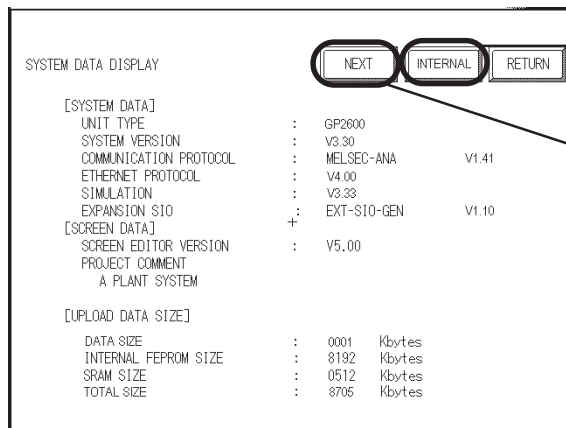 SYSTEM DATA DISPLAY NEXT INTERNAL RETURN
[SYSTEM DATA]
UNIT TYPE : GP2600
SYSTEM VERSION : V3.30
COMMUNICATION PROTOCOL : MELSEC-ANA V1.41
ETHERNET PROTOCOL : V4.00
SIMULATION : V3.33
EXPANSION SIO : EXT-SIO-GEN V1.10
[SCREEN DATA]
SCREEN EDITOR VERSION : V5.00
PROJECT COMMENT
A PLANT SYSTEM
[UPLOAD DATA SIZE]
DATA SIZE : 0001 Kbytes
INTERNAL FEPROM SIZE : 8192 Kbytes
SRAM SIZE : 0512 Kbytes
TOTAL SIZE : 8705 Kbytes